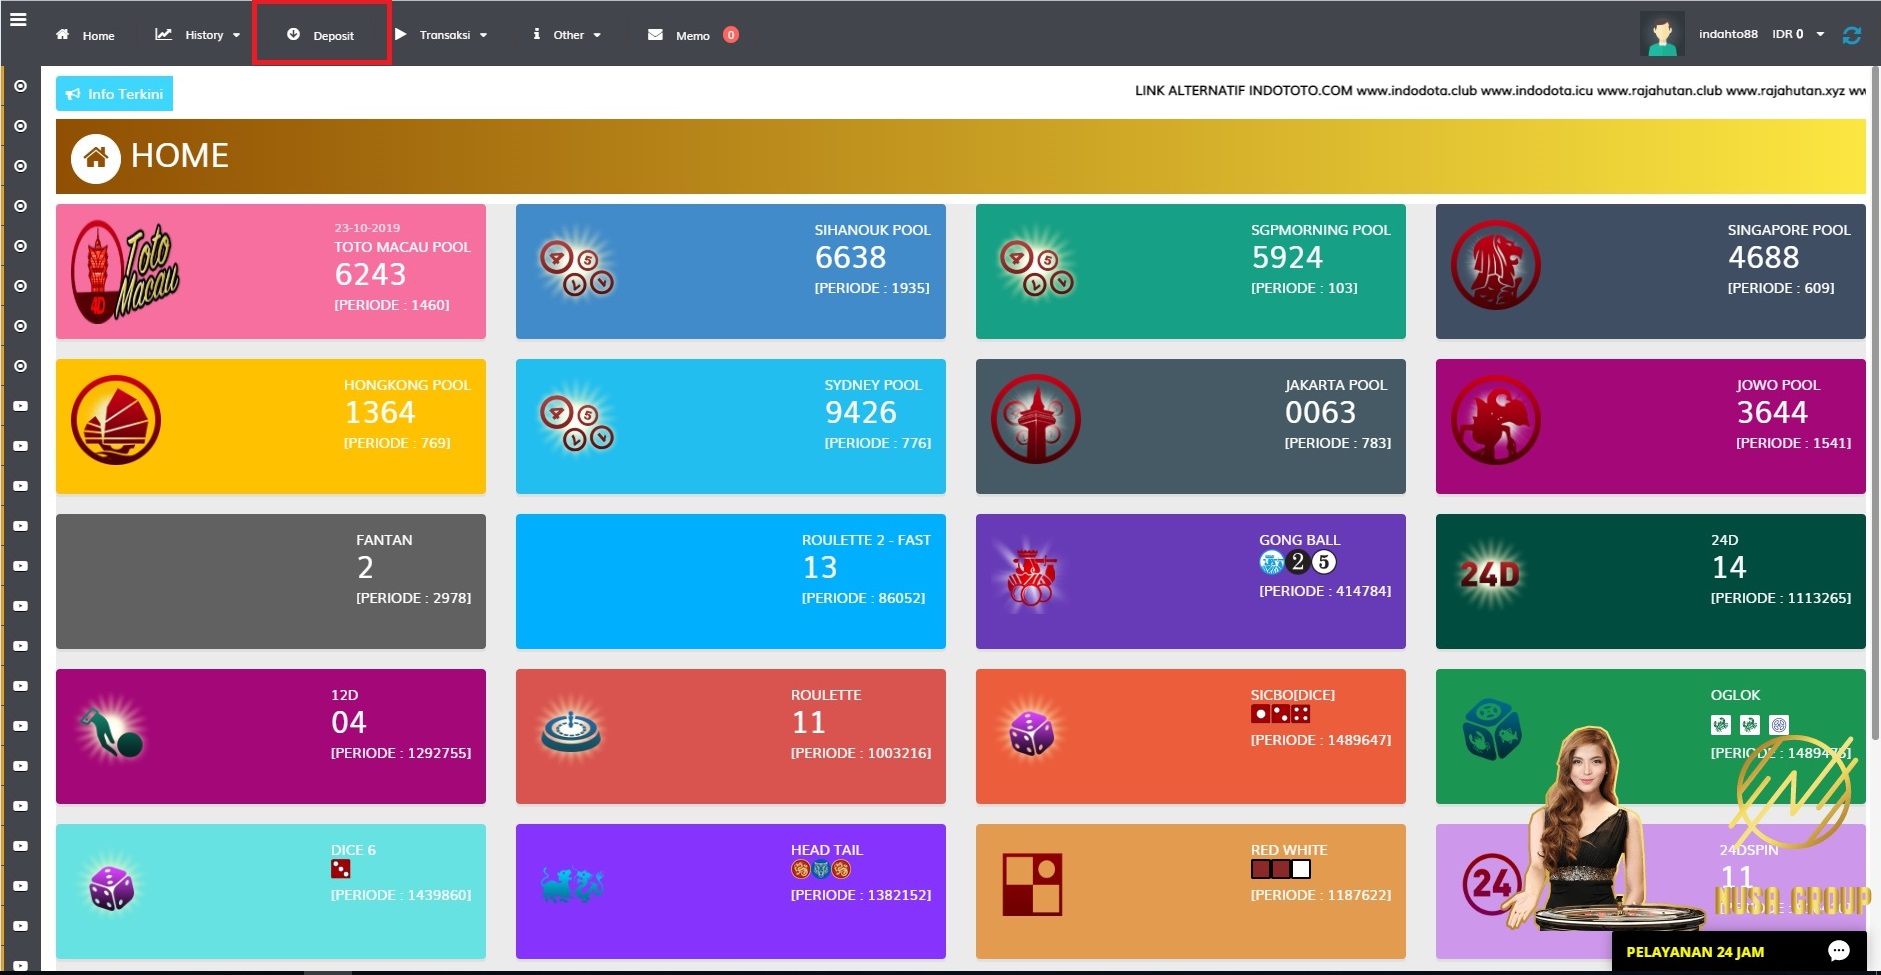 Home History Deposit Transaksi Other Memo 0 indahto88 IDR 0
Info Terkini
LINK ALTERNATIF INDOTOTO.COM www.indodota.club www.indodota.icu www.rajahutan.club www.rajahutan.xyz
HOME
Toto Macau
4D
23-10-2019
TOTO MACAU POOL
6243
[PERIODE : 1460]
SIHANOUK POOL
6638
[PERIODE : 1935]
SGPMORNING POOL
5924
[PERIODE : 103]
SINGAPORE POOL
4688
[PERIODE : 609]
HONGKONG POOL
1364
[PERIODE : 769]
SYDNEY POOL
9426
[PERIODE : 776]
JAKARTA POOL
0063
[PERIODE : 783]
JOWO POOL
3644
[PERIODE : 1541]
FANTAN
2
[PERIODE : 2978]
ROULETTE 2 - FAST
13
[PERIODE : 86052]
GONG BALL
2 5
[PERIODE : 414784]
24D
24D
14
[PERIODE : 1113265]
12D
04
[PERIODE : 1292755]
ROULETTE
11
[PERIODE : 1003216]
SICBO[DICE]
[PERIODE : 1489647]
OGLOK
DICE 6
[PERIODE : 1439860]
HEAD TAIL
[PERIODE : 1382152]
RED WHITE
[PERIODE : 1187622]
24
24DSPIN
11
NUSA GROUP
PELAYANAN 24 JAM